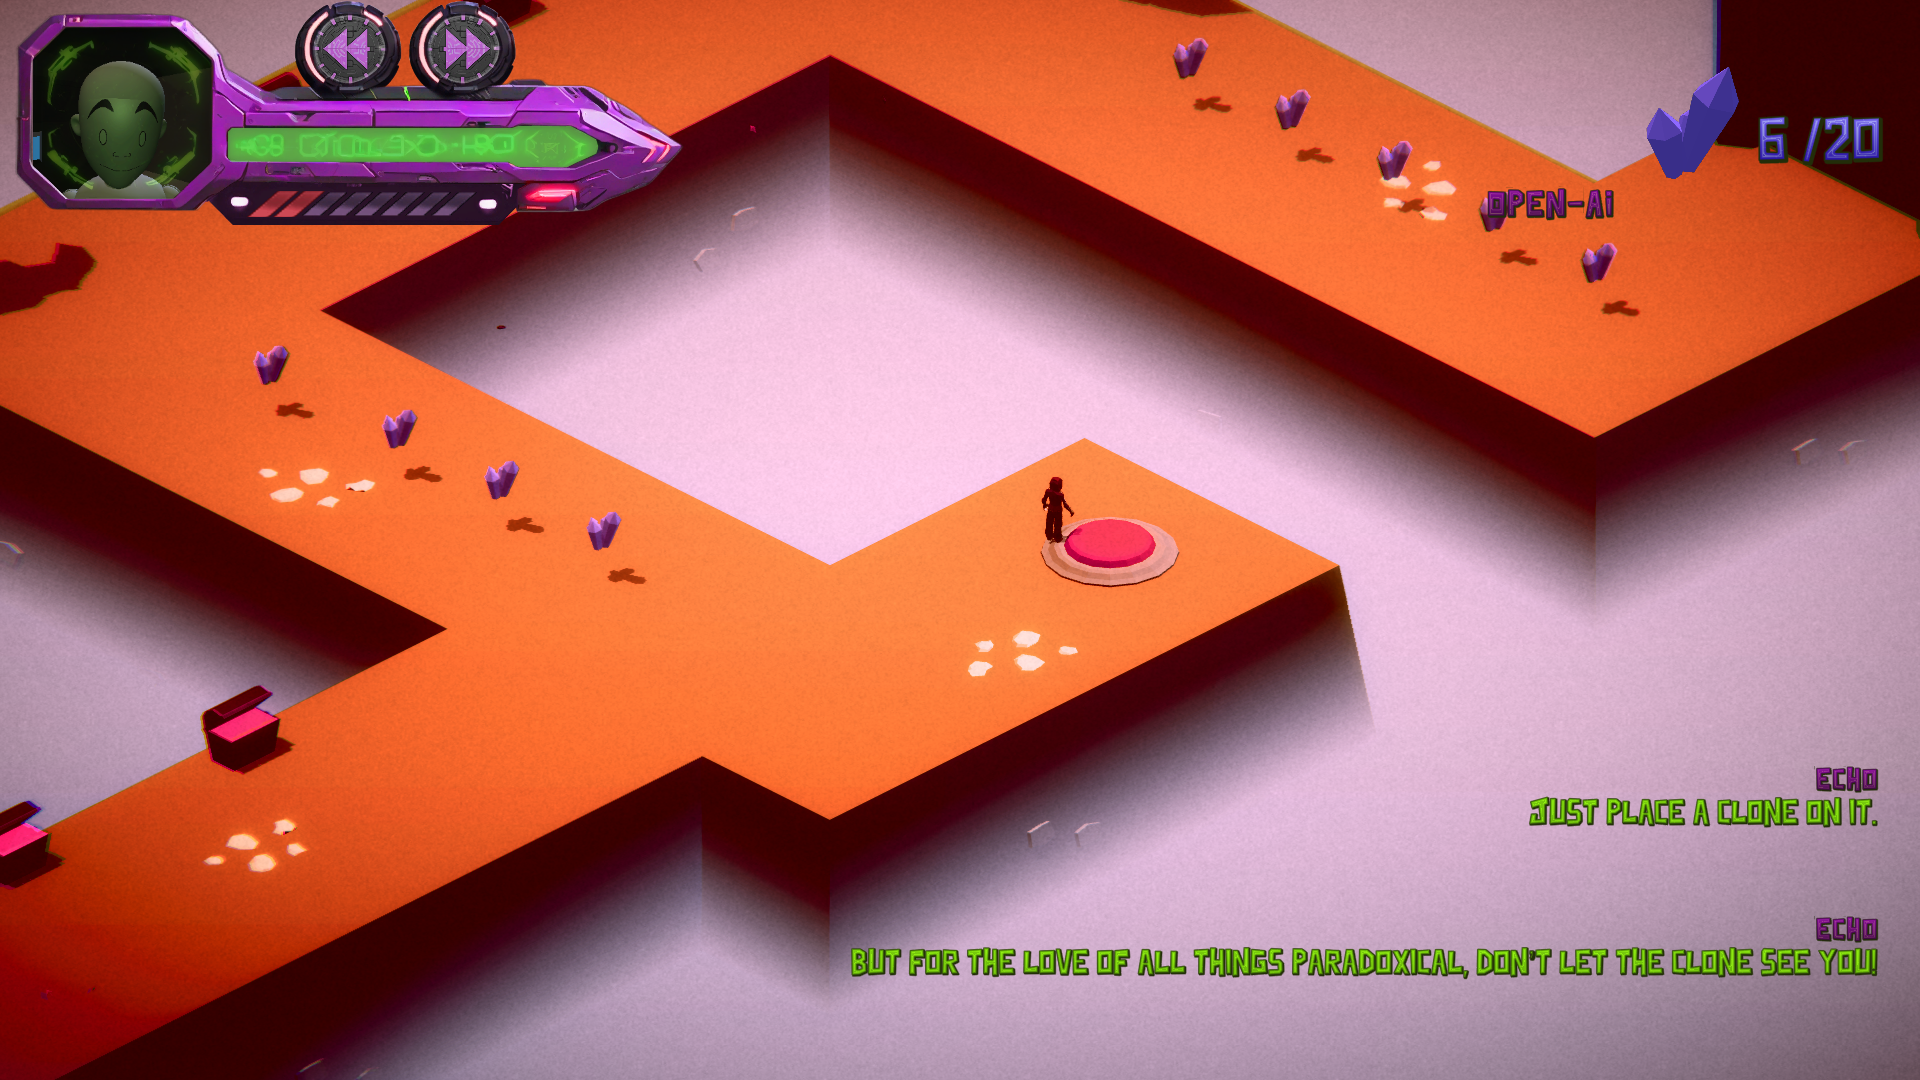 6 /20
OPEN-AI
ECHO
JUST PLACE A CLONE ON IT.
ECHO
BUT FOR THE LOVE OF ALL THINGS PARADOXICAL, DON'T LET THE CLONE SEE YOU!